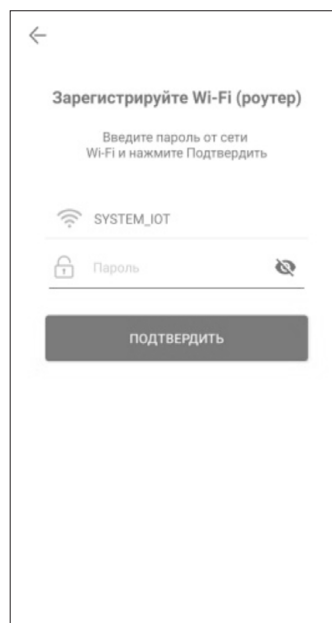 Зарегистрируйте Wi-Fi (роутер)
Введите пароль от сети
Wi-Fi и нажмите Подтвердить
SYSTEM_IOT
Пароль
ПОДТВЕРДИТЬ